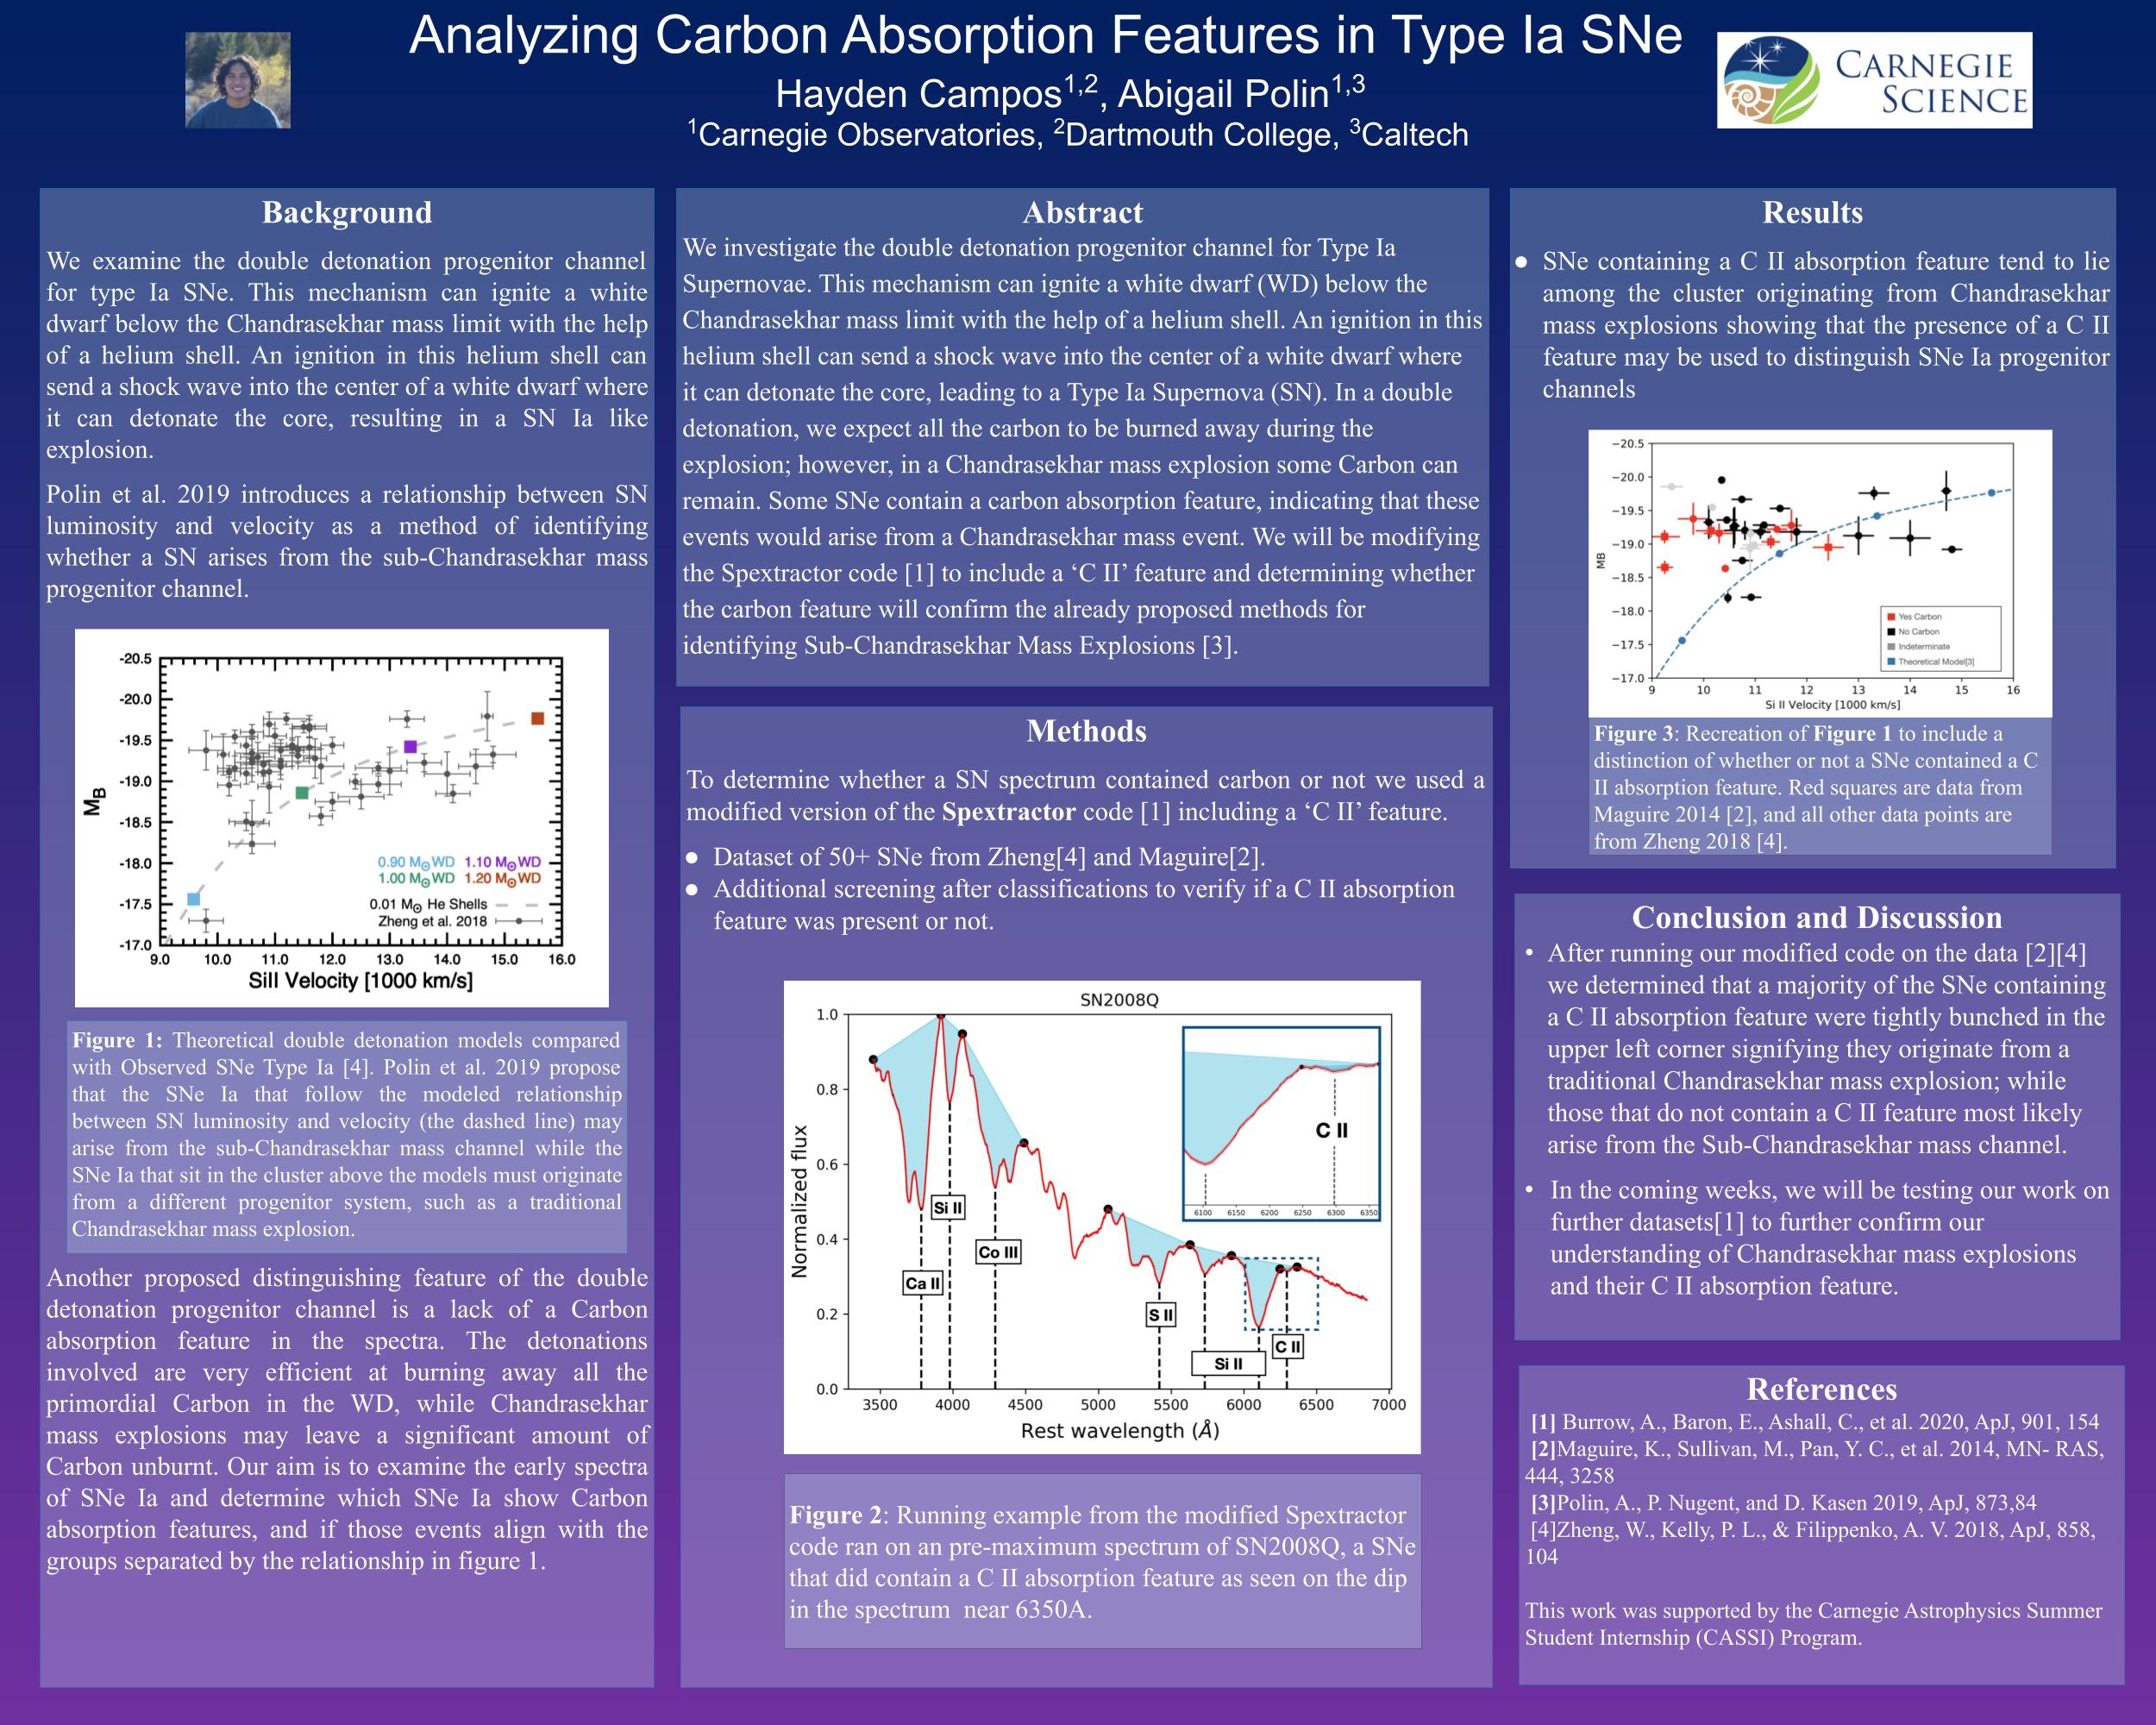 Analyzing Carbon Absorption Features in Type Ia SNe
Hayden Campos1,2, Abigail Polin1,3
1Carnegie Observatories, 2Dartmouth College, 3Caltech
CARNEGIE
SCIENCE
Background
We examine the double detonation progenitor channel
for type Ia SNe. This mechanism can ignite a white
dwarf below the Chandrasekhar mass limit with the help
of a helium shell. An ignition in this helium shell can
send a shock wave into the center of a white dwarf where
it can detonate the core, resulting in a SN Ia like
explosion.
Polin et al. 2019 introduces a relationship between SN
luminosity and velocity as a method of identifying
whether a SN arises from the sub-Chandrasekhar mass
progenitor channel.
-20.5
-20.0
-19.5
-19.0
-18.5
-18.0
-17.5
-17.0
MB
0.90 M⊙WD 1.10 M⊙WD
1.00 M⊙WD 1.20 M⊙WD
0.01 M⊙ He Shells
Zheng et al. 2018
9.0 10.0 11.0 12.0 13.0 14.0 15.0 16.0
SiII Velocity [1000 km/s]
Figure 1: Theoretical double detonation models compared
with Observed SNe Type Ia [4]. Polin et al. 2019 propose
that the SNe Ia that follow the modeled relationship
between SN luminosity and velocity (the dashed line) may
arise from the sub-Chandrasekhar mass channel while the
SNe Ia that sit in the cluster above the models must originate
from a different progenitor system, such as a traditional
Chandrasekhar mass explosion.
Another proposed distinguishing feature of the double
detonation progenitor channel is a lack of a Carbon
absorption feature in the spectra. The detonations
involved are very efficient at burning away all the
primordial Carbon in the WD, while Chandrasekhar
mass explosions may leave a significant amount of
Carbon unburnt. Our aim is to examine the early spectra
of SNe Ia and determine which SNe Ia show Carbon
absorption features, and if those events align with the
groups separated by the relationship in figure 1.
Abstract
We investigate the double detonation progenitor channel for Type Ia
Supernovae. This mechanism can ignite a white dwarf (WD) below the
Chandrasekhar mass limit with the help of a helium shell. An ignition in this
helium shell can send a shock wave into the center of a white dwarf where
it can detonate the core, leading to a Type Ia Supernova (SN). In a double
detonation, we expect all the carbon to be burned away during the
explosion; however, in a Chandrasekhar mass explosion some Carbon can
remain. Some SNe contain a carbon absorption feature, indicating that these
events would arise from a Chandrasekhar mass event. We will be modifying
the Spextractor code [1] to include a ‘C II’ feature and determining whether
the carbon feature will confirm the already proposed methods for
identifying Sub-Chandrasekhar Mass Explosions [3].
Methods
To determine whether a SN spectrum contained carbon or not we used a
modified version of the Spextractor code [1] including a ‘C II’ feature.
● Dataset of 50+ SNe from Zheng[4] and Maguire[2].
● Additional screening after classifications to verify if a C II absorption
feature was present or not.
SN2008Q
1.0
0.8
0.6
0.4
0.2
0.0
Normalized flux
C II
6100 6150 6200 6250 6300 6350
Si II
Co III
Ca II
S II
C II
Si II
3500 4000 4500 5000 5500 6000 6500 7000
Rest wavelength (Å)
Figure 2: Running example from the modified Spextractor
code ran on an pre-maximum spectrum of SN2008Q, a SNe
that did contain a C II absorption feature as seen on the dip
in the spectrum near 6350A.
Results
● SNe containing a C II absorption feature tend to lie
among the cluster originating from Chandrasekhar
mass explosions showing that the presence of a C II
feature may be used to distinguish SNe Ia progenitor
channels
−20.5
−20.0
−19.5
−19.0
−18.5
−18.0
−17.5
−17.0
MB
Yes Carbon
No Carbon
Indeterminate
Theoretical Model[3]
9 10 11 12 13 14 15 16
Si II Velocity [1000 km/s]
Figure 3: Recreation of Figure 1 to include a
distinction of whether or not a SNe contained a C
II absorption feature. Red squares are data from
Maguire 2014 [2], and all other data points are
from Zheng 2018 [4].
Conclusion and Discussion
• After running our modified code on the data [2][4]
we determined that a majority of the SNe containing
a C II absorption feature were tightly bunched in the
upper left corner signifying they originate from a
traditional Chandrasekhar mass explosion; while
those that do not contain a C II feature most likely
arise from the Sub-Chandrasekhar mass channel.
• In the coming weeks, we will be testing our work on
further datasets[1] to further confirm our
understanding of Chandrasekhar mass explosions
and their C II absorption feature.
References
[1] Burrow, A., Baron, E., Ashall, C., et al. 2020, ApJ, 901, 154
[2]Maguire, K., Sullivan, M., Pan, Y. C., et al. 2014, MN- RAS,
444, 3258
[3]Polin, A., P. Nugent, and D. Kasen 2019, ApJ, 873,84
[4]Zheng, W., Kelly, P. L., & Filippenko, A. V. 2018, ApJ, 858,
104
This work was supported by the Carnegie Astrophysics Summer
Student Internship (CASSI) Program.